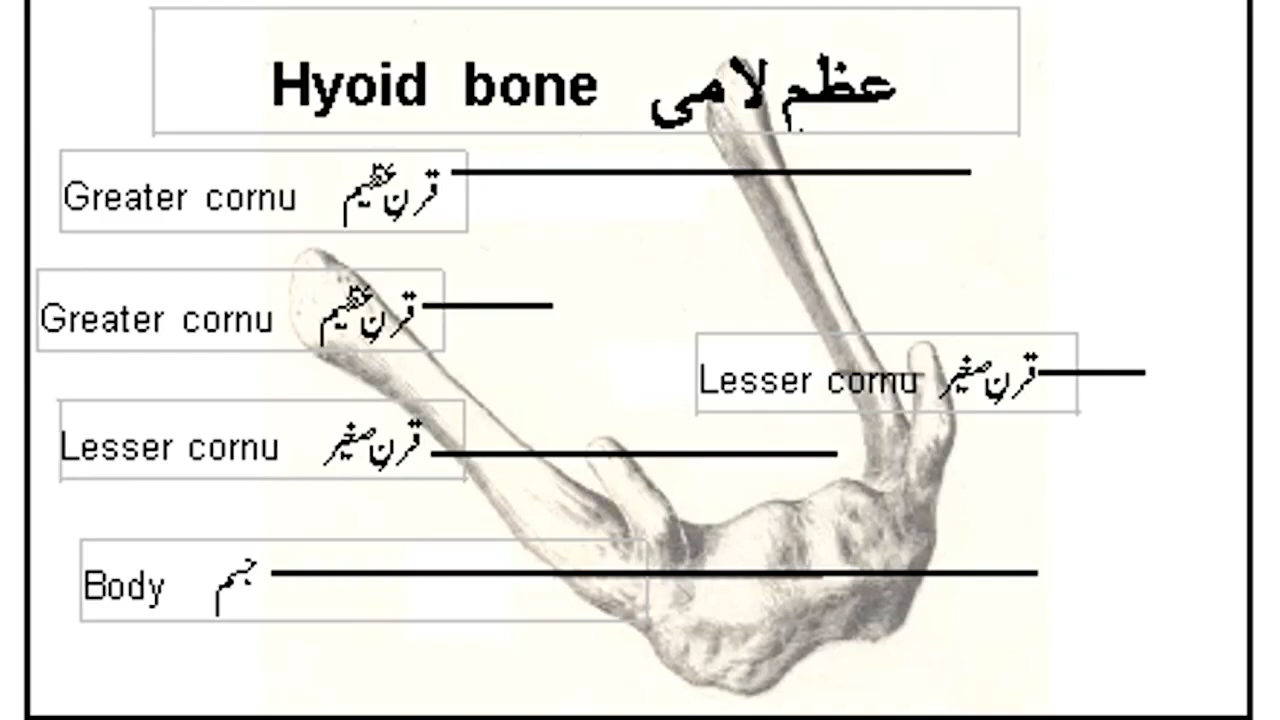 Hyoid bone عظم لامی
Greater cornu قرنِ عظیم
Greater cornu قرنِ عظیم
Lesser cornu قرنِ صغیر
Lesser cornu قرنِ صغیر
Body جسم